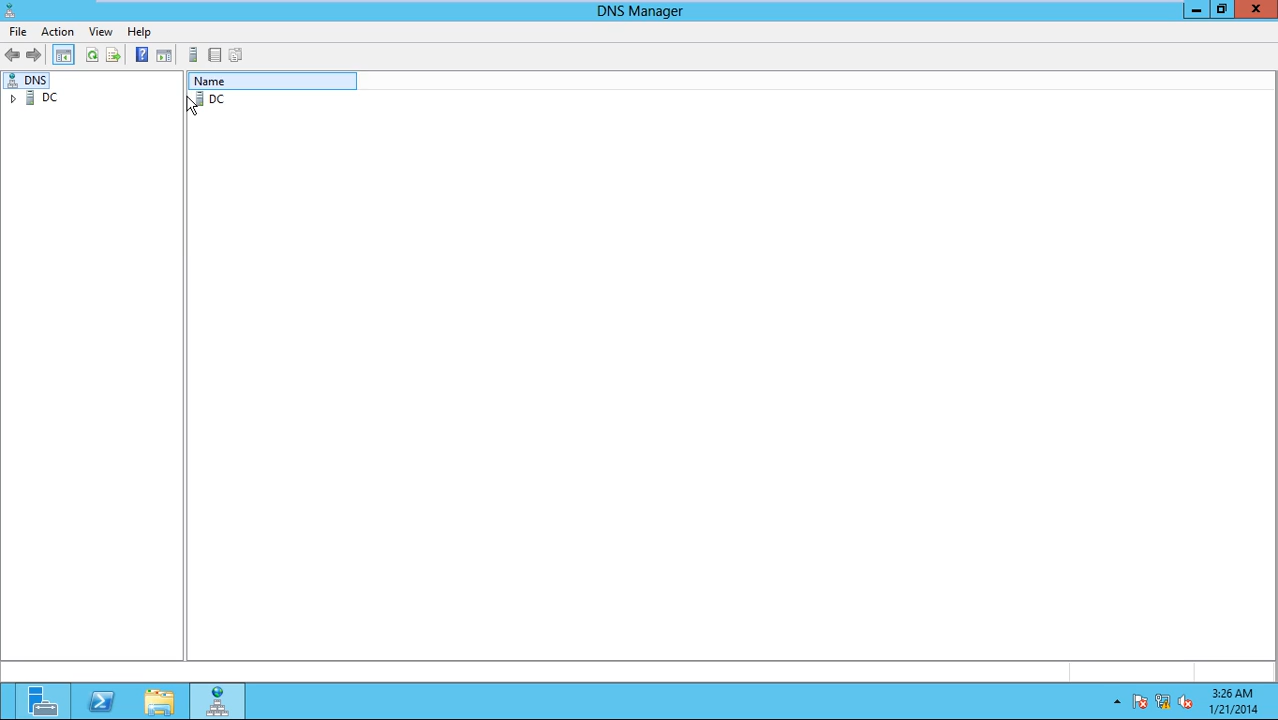 DNS Manager
File Action View Help
DNS
DC
Name
DC
3:26 AM
1/21/2014